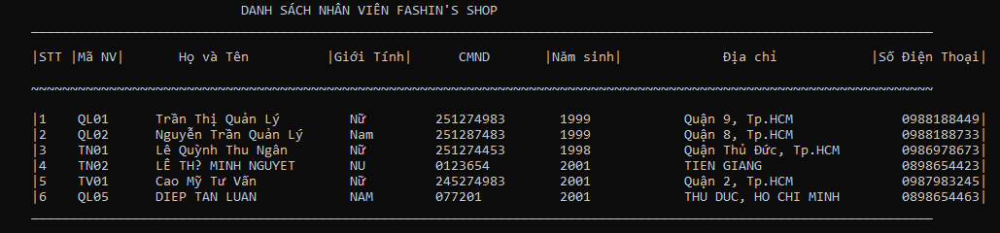 DANH SÁCH NHÂN VIÊN FASHIN'S SHOP
|STT |Mã NV| Họ và Tên |Giới Tính| CMND |Năm sinh| Địa chỉ |Số Điện Thoại|
~~~~~~~~~~~~~~~~~~~~~~~~~~~~~~~~~~~~~~~~~~~~~~~~~~~~~~~~~~~~~~~~~~~~~~~~~~~~~~~~~~~~~~~~~~~~~~~~~~~~~~~~~~~~~~~~~~~~
|1 QL01 Trần Thị Quản Lý Nữ 251274983 1999 Quận 9, Tp.HCM 0988188449|
|2 QL02 Nguyễn Trần Quản Lý Nam 251287483 1999 Quận 8, Tp.HCM 0988188733|
|3 TN01 Lê Quỳnh Thu Ngân Nữ 251274453 1998 Quận Thủ Đức, Tp.HCM 0986978673|
|4 TN02 LÊ TH? MINH NGUYET NU 0123654 2001 TIEN GIANG 0898654423|
|5 TV01 Cao Mỹ Tư Vấn Nữ 245274983 2001 Quận 2, Tp.HCM 0987983245|
|6 QL05 DIEP TAN LUAN NAM 077201 2001 THU DUC, HO CHI MINH 0898654463|